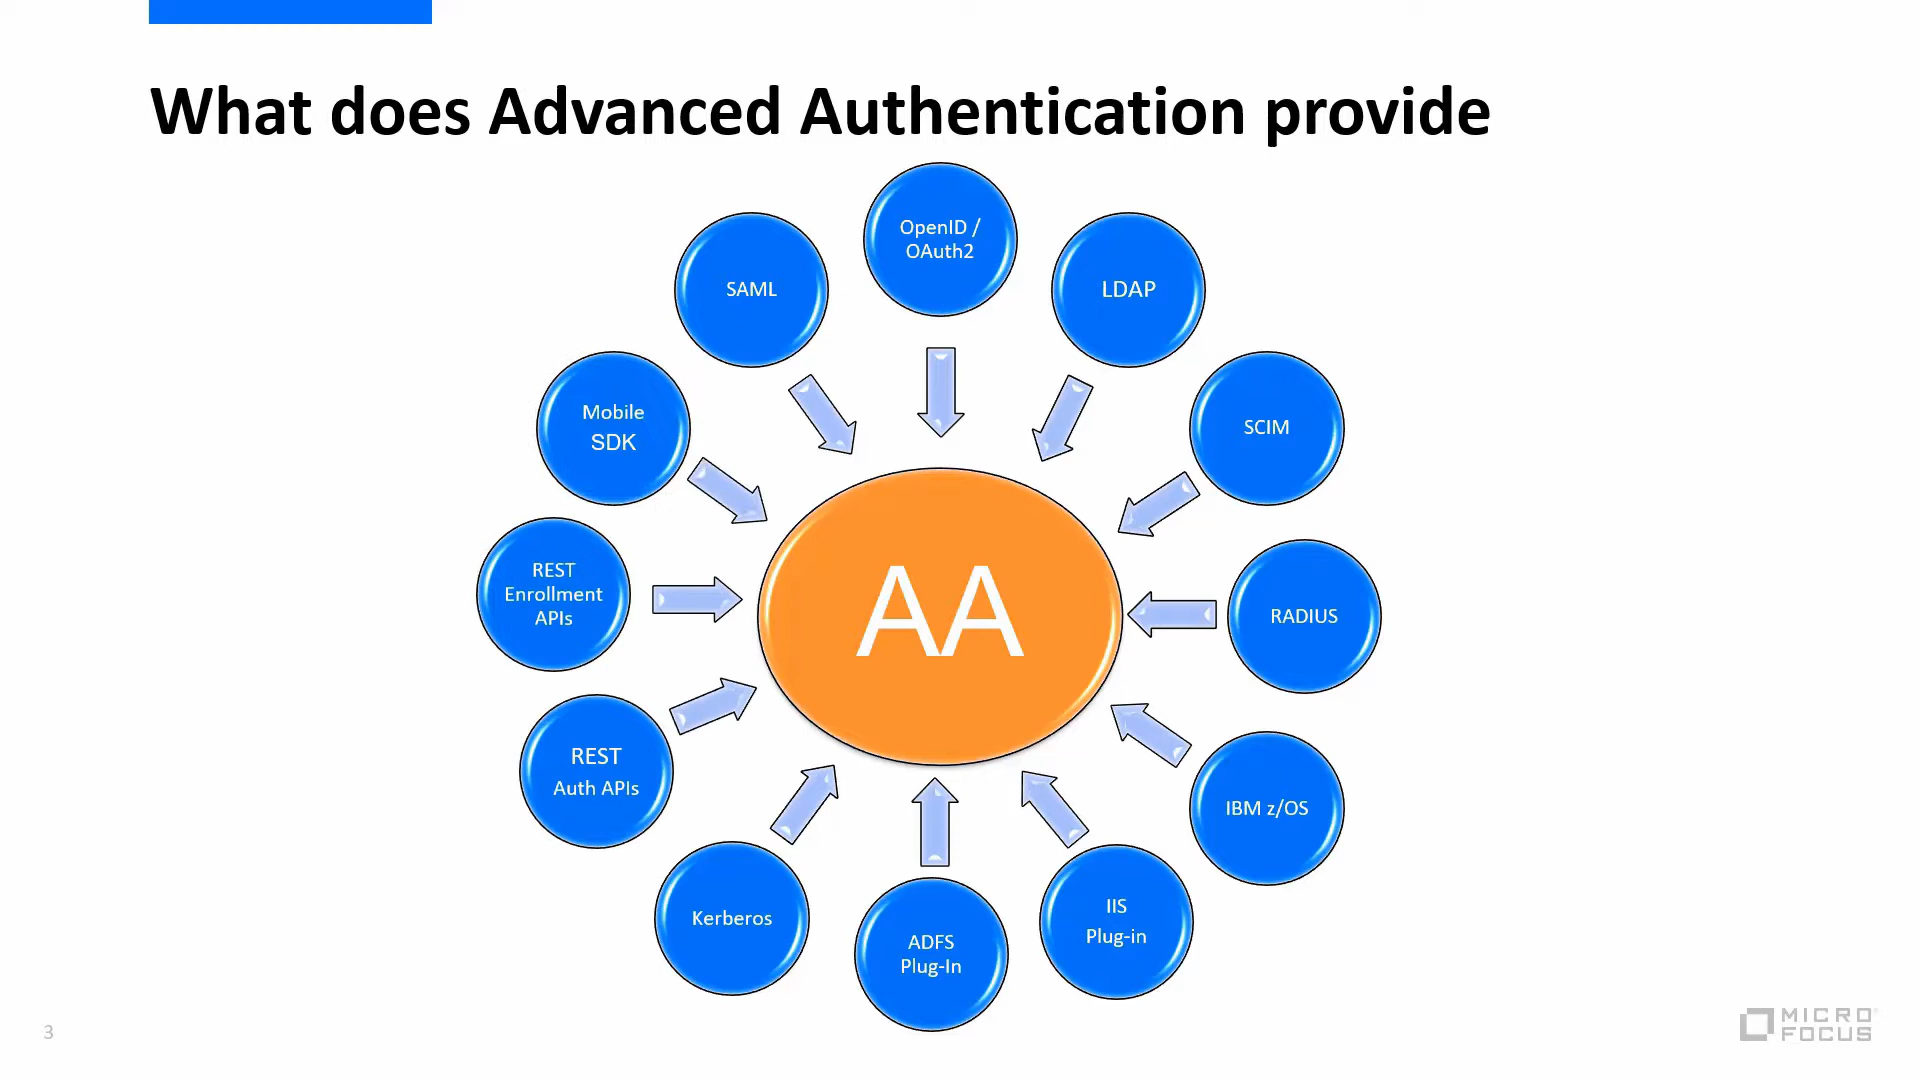 What does Advanced Authentication provide
OpenID /
OAuth2
LDAP
SCIM
RADIUS
IBM z/OS
IIS
Plug-in
ADFS
Plug-In
Kerberos
REST
Auth APIs
REST
Enrollment
APIs
Mobile
SDK
SAML
AA
3
MICRO
FOCUS